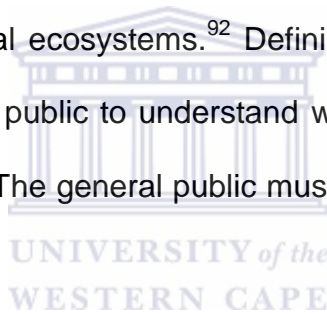 al ecosystems.92 Defini
public to understand w
The general public mus
UNIVERSITY of the
WESTERN CAPE